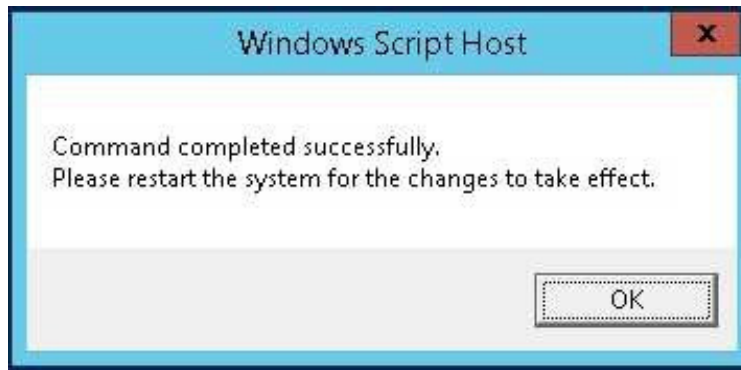 Windows Script Host
x
Command completed successfully.
Please restart the system for the changes to take effect.
OK